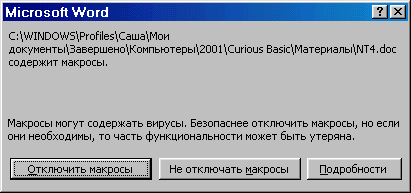 Microsoft Word
C:\WINDOWS\Profiles\Саша\Мои
документы\Завершено\Компьютеры\2001\Curious Basic\Материалы\NT4.doc
содержит макросы.
Макросы могут содержать вирусы. Безопаснее отключить макросы, но если
они необходимы, то часть функциональности может быть утеряна.
Отключить макросы Не отключать макросы Подробности